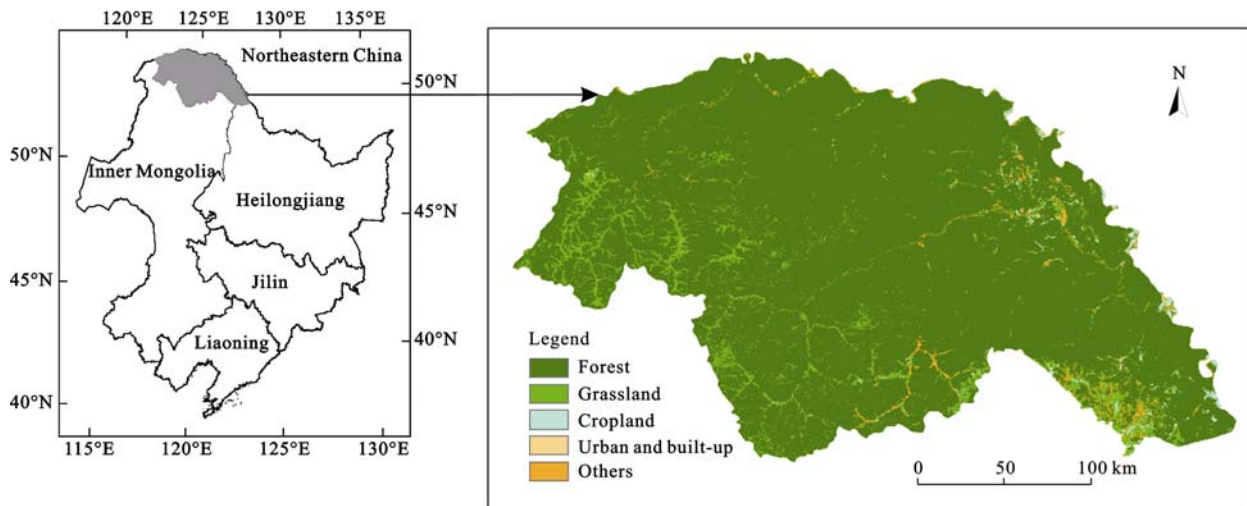 120°E 125°E 130°E 135°E
Northeastern China
50°N
50°N
Inner Mongolia
Heilongjiang
45°N
Jilin
45°N
Liaoning
40°N
40°N
115°E 120°E 125°E 130°E
N
Legend
Forest
Grassland
Cropland
Urban and built-up
Others
0 50 100 km